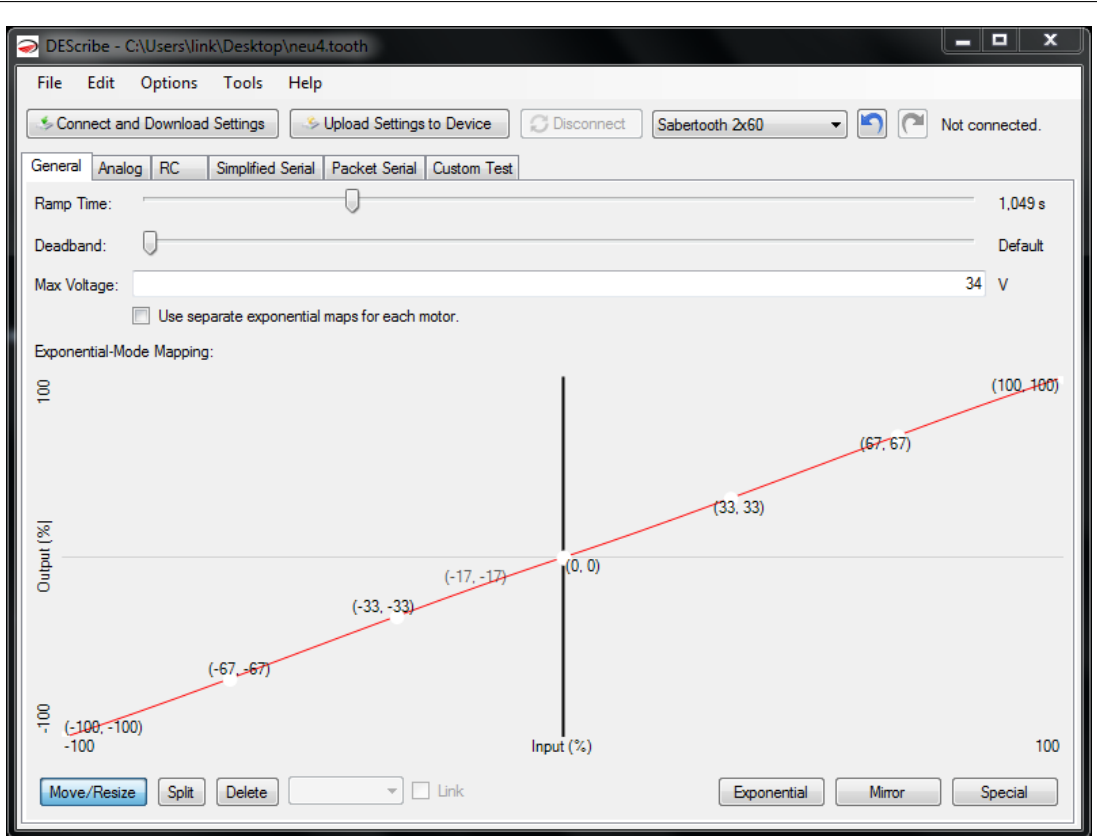 DEScribe - C:\Users\link\Desktop\neu4.tooth
File Edit Options Tools Help
Connect and Download Settings Upload Settings to Device Disconnect Sabertooth 2x60 Not connected.
General Analog RC Simplified Serial Packet Serial Custom Test
Ramp Time: 1,049 s
Deadband: Default
Max Voltage: 34 V
Use separate exponential maps for each motor.
Exponential-Mode Mapping:
100
(100, 100)
(67, 67)
(33, 33)
Output (%)
(0, 0)
(-17, -17)
(-33, -33)
(-67, -67)
-100
(-100, -100)
-100 Input (%) 100
Move/Resize Split Delete Link Exponential Mirror Special